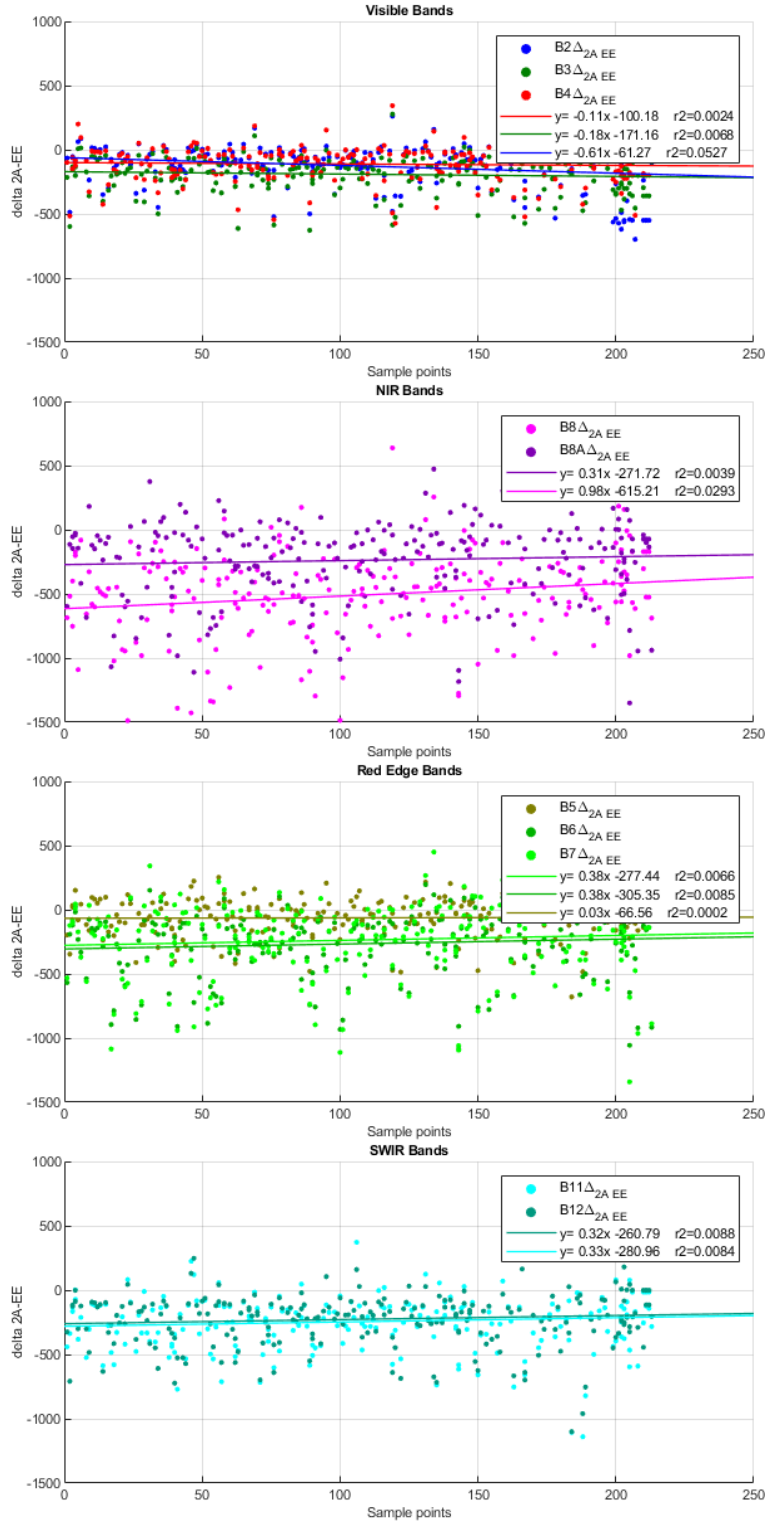 Visible Bands
1000
500
0
-500
-1000
-1500
delta 2A-EE
B2Δ2A EE
B3Δ2A EE
B4Δ2A EE
y= -0.11x -100.18 r2=0.0024
y= -0.18x -171.16 r2=0.0068
y= -0.61x -61.27 r2=0.0527
0 50 100 150 200 250
Sample points
NIR Bands
1000
500
0
-500
-1000
-1500
delta 2A-EE
B8Δ2A EE
B8AΔ2A EE
y= 0.31x -271.72 r2=0.0039
y= 0.98x -615.21 r2=0.0293
0 50 100 150 200 250
Sample points
Red Edge Bands
1000
500
0
-500
-1000
-1500
delta 2A-EE
B5Δ2A EE
B6Δ2A EE
B7Δ2A EE
y= 0.38x -277.44 r2=0.0066
y= 0.38x -305.35 r2=0.0085
y= 0.03x -66.56 r2=0.0002
0 50 100 150 200 250
Sample points
SWIR Bands
1000
500
0
-500
-1000
-1500
delta 2A-EE
B11Δ2A EE
B12Δ2A EE
y= 0.32x -260.79 r2=0.0088
y= 0.33x -280.96 r2=0.0084
0 50 100 150 200 250
Sample points